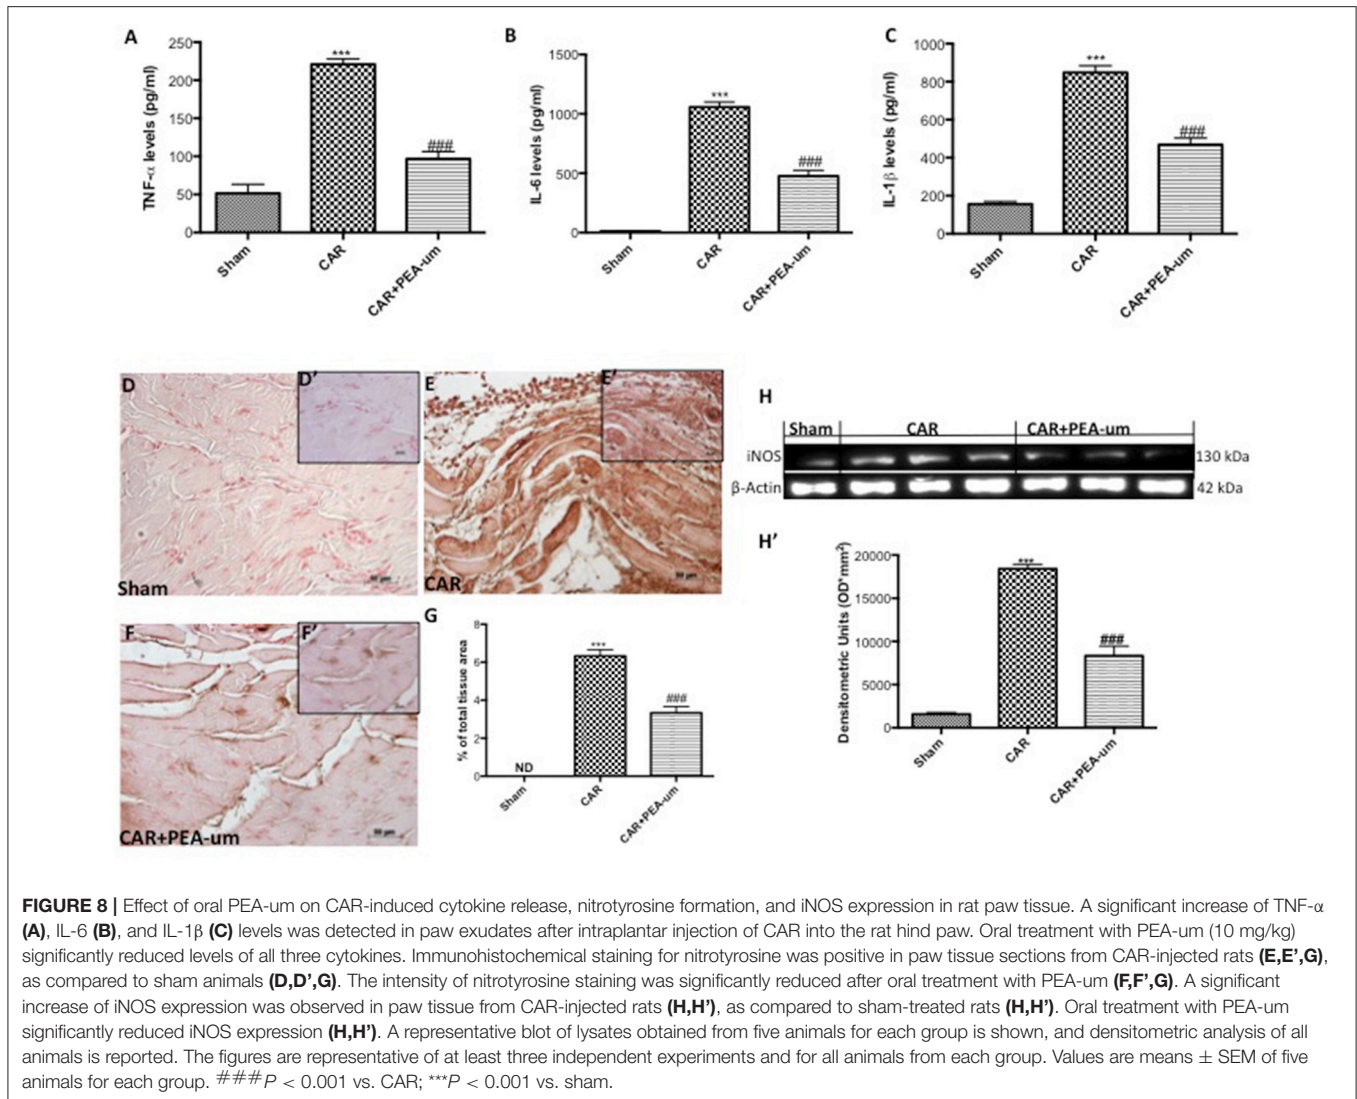 A
TNF-α levels (pg/ml)
250
200
150
100
50
0
***
###
Sham
CAR
CAR+PEA-um
B
IL-6 levels (pg/ml)
1500
1000
500
0
***
###
Sham
CAR
CAR+PEA-um
C
IL-1β levels (pg/ml)
1000
800
600
400
200
0
***
###
Sham
CAR
CAR+PEA-um
D
D'
Sham
50 µm
E
E'
CAR
50 µm
F
F'
CAR+PEA-um
50 µm
G
% of total tissue area
8
6
4
2
0
ND
***
###
Sham
CAR
CAR+PEA-um
H
Sham CAR CAR+PEA-um
iNOS 130 kDa
β-Actin 42 kDa
H'
Densitometric Units (OD*mm²)
20000
15000
10000
5000
0
***
###
Sham
CAR
CAR+PEA-um
FIGURE 8 | Effect of oral PEA-um on CAR-induced cytokine release, nitrotyrosine formation, and iNOS expression in rat paw tissue. A significant increase of TNF-α
(A), IL-6 (B), and IL-1β (C) levels was detected in paw exudates after intraplantar injection of CAR into the rat hind paw. Oral treatment with PEA-um (10 mg/kg)
significantly reduced levels of all three cytokines. Immunohistochemical staining for nitrotyrosine was positive in paw tissue sections from CAR-injected rats (E,E',G),
as compared to sham animals (D,D',G). The intensity of nitrotyrosine staining was significantly reduced after oral treatment with PEA-um (F,F',G). A significant
increase of iNOS expression was observed in paw tissue from CAR-injected rats (H,H'), as compared to sham-treated rats (H,H'). Oral treatment with PEA-um
significantly reduced iNOS expression (H,H'). A representative blot of lysates obtained from five animals for each group is shown, and densitometric analysis of all
animals is reported. The figures are representative of at least three independent experiments and for all animals from each group. Values are means ± SEM of five
animals for each group. ###P < 0.001 vs. CAR; ***P < 0.001 vs. sham.